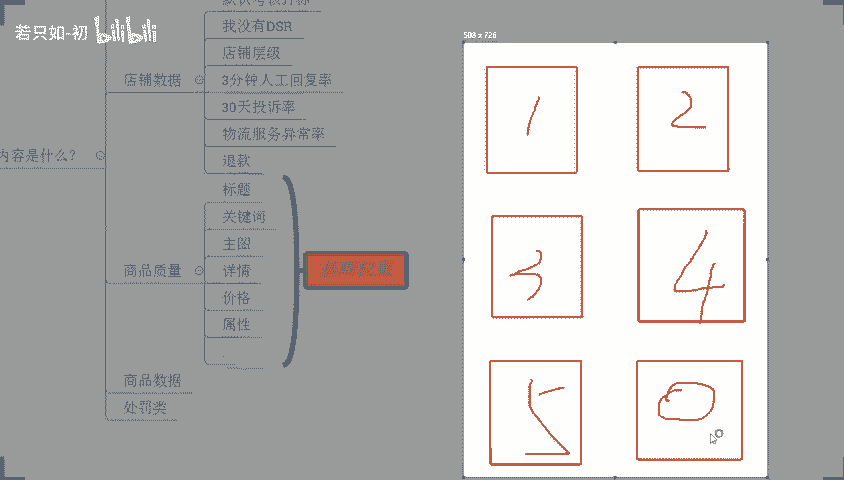 若只如-初 bilibili
我没有DSR
店铺层级
店铺数据
3分钟人工回复率
30天投诉率
物流服务异常率
内容是什么？
退款
标题
关键词
主图
商品质量
详情
价格
属性
商品数据
处罚类
508 x 726
1 2
3 4
5 0